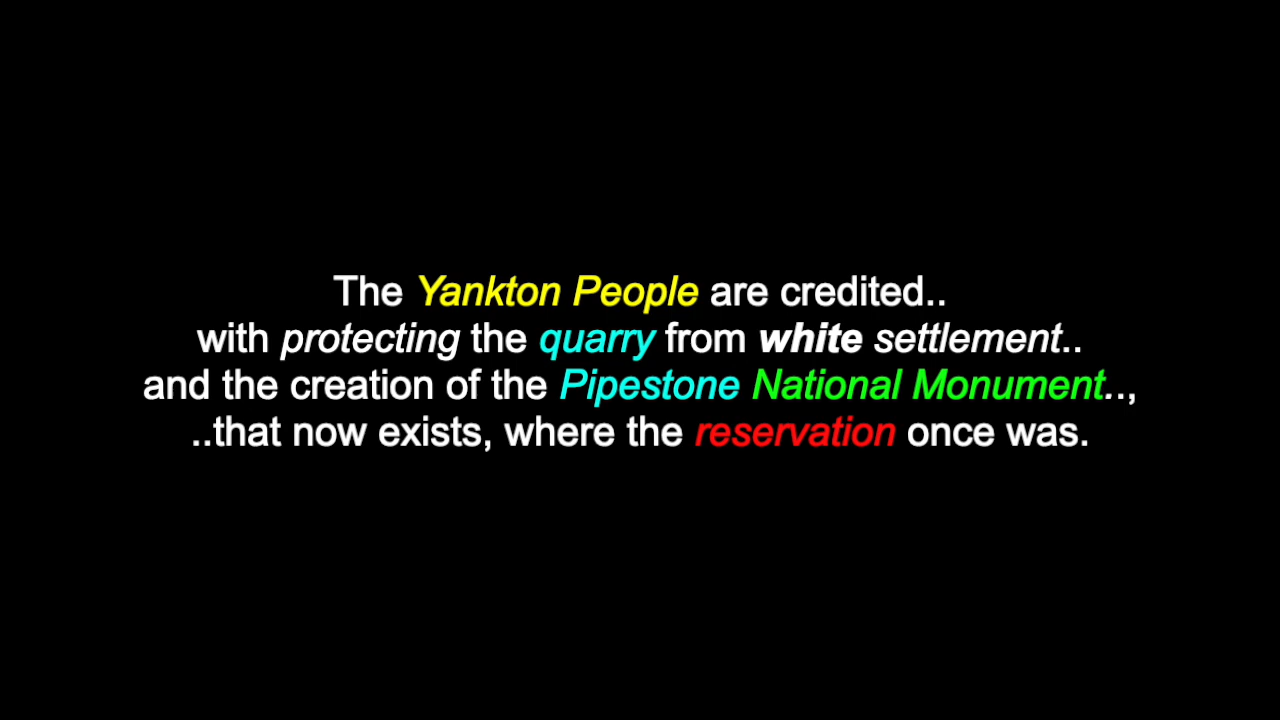 The Yankton People are credited..
with protecting the quarry from white settlement..
and the creation of the Pipestone National Monument..,
..that now exists, where the reservation once was.